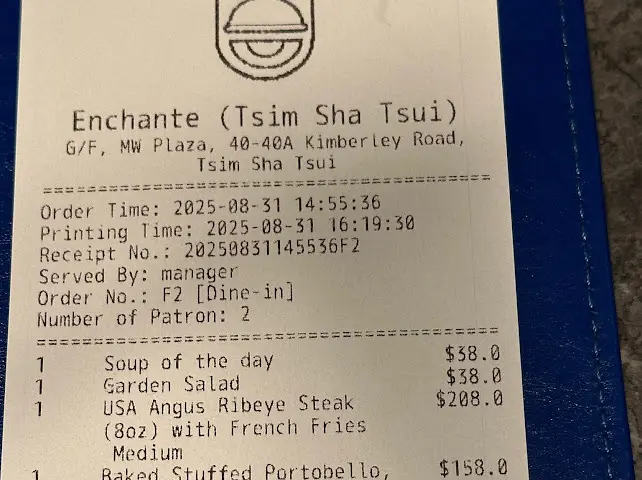 Enchante (Tsim Sha Tsui)
G/F, MW Plaza, 40-40A Kimberley Road,
Tsim Sha Tsui
================================================
Order Time: 2025-08-31 14:55:36
Printing Time: 2025-08-31 16:19:30
Receipt No.: 20250831145536F2
Served By: manager
Order No.: F2 [Dine-in]
Number of Patron: 2
================================================
1 Soup of the day $38.0
1 Garden Salad $38.0
1 USA Angus Ribeye Steak $208.0
(8oz) with French Fries
Medium
1 Baked Stuffed Portobello, $158.0